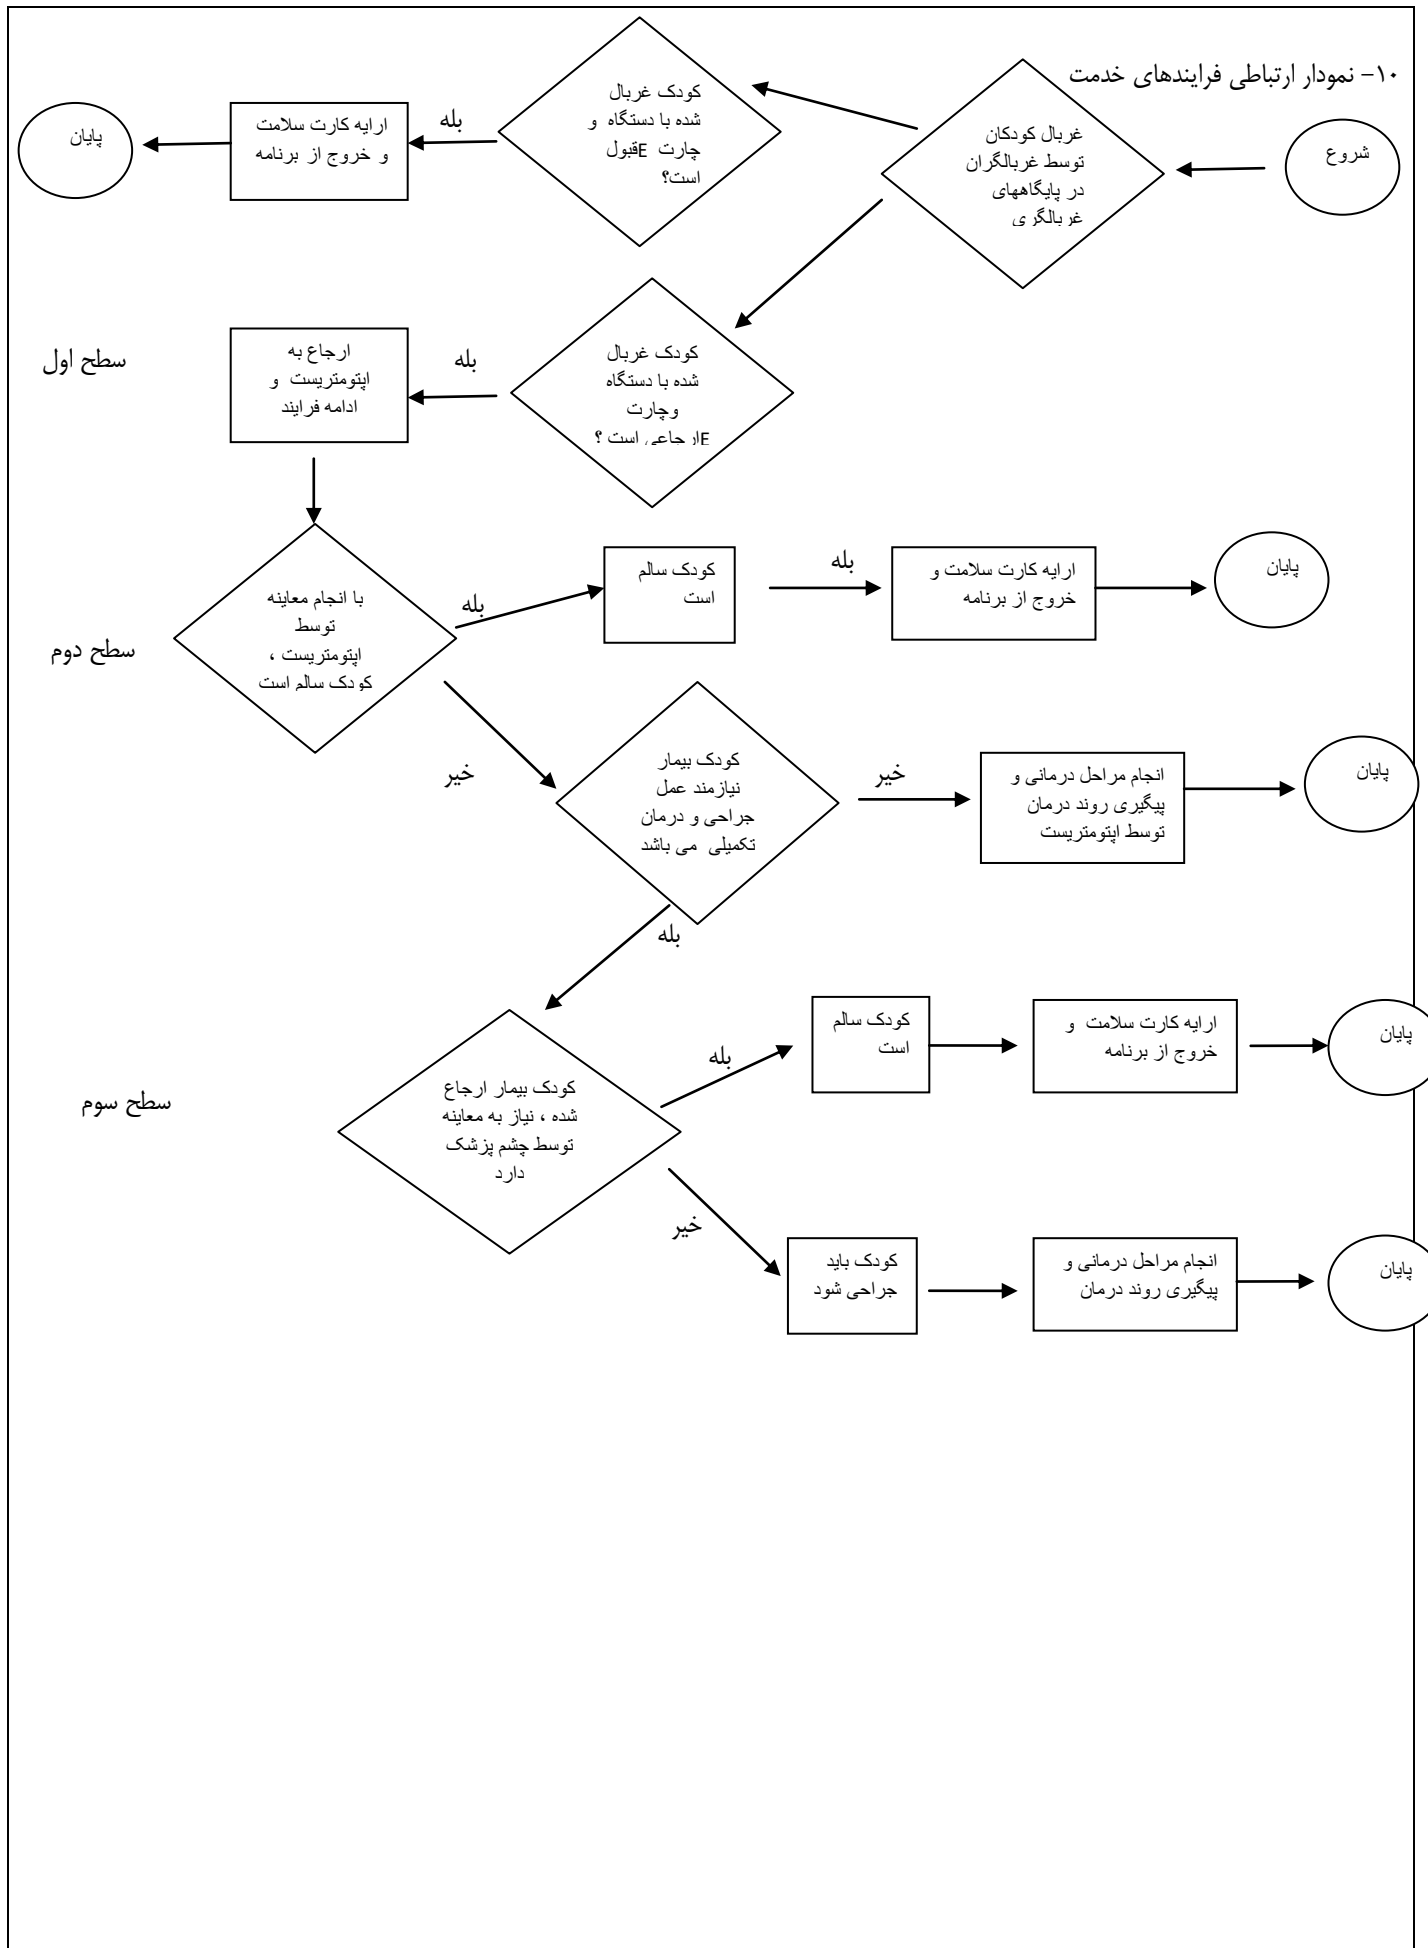 ۱۰- نمودار ارتباطی فرایندهای خدمت
شروع
غربال کودکان
توسط غربالگران
در پایگاههای
غربالگری
کودک غربال
شده با دستگاه و
چارت Eقبول
است؟
بله
ارایه کارت سلامت
و خروج از برنامه
پایان
کودک غربال
شده با دستگاه
وچارت
Eارجاعی است ؟
بله
ارجاع به
اپتومتریست و
ادامه فرایند
سطح اول
با انجام معاینه
توسط
اپتومتریست ،
کودک سالم است
بله
کودک سالم
است
بله
ارایه کارت سلامت و
خروج از برنامه
پایان
سطح دوم
خیر
کودک بیمار
نیازمند عمل
جراحی و درمان
تکمیلی می باشد
خیر
انجام مراحل درمانی و
پیگیری روند درمان
توسط اپتومتریست
پایان
بله
سطح سوم
کودک بیمار ارجاع
شده ، نیاز به معاینه
توسط چشم پزشک
دارد
بله
کودک سالم
است
ارایه کارت سلامت و
خروج از برنامه
پایان
خیر
کودک باید
جراحی شود
انجام مراحل درمانی و
پیگیری روند درمان
پایان